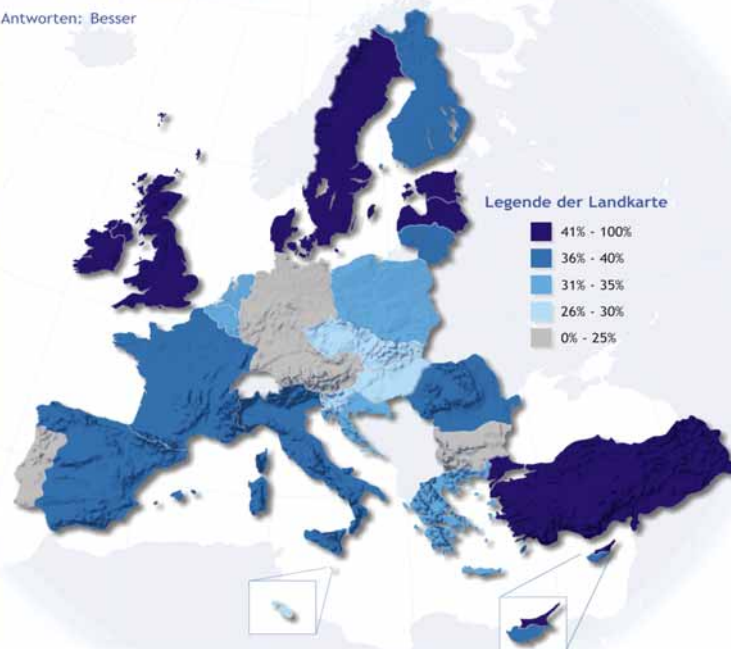 Antworten: Besser
Legende der Landkarte
41% - 100%
36% - 40%
31% - 35%
26% - 30%
0% - 25%